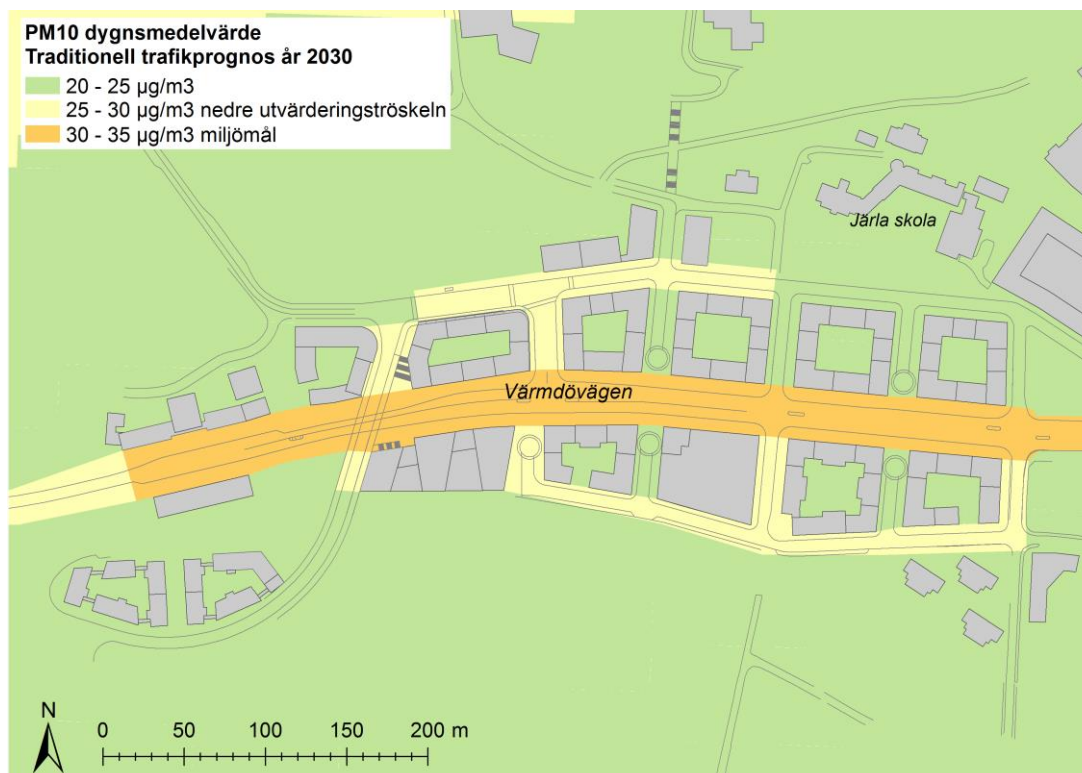 PM10 dygnsmedelvärde
Traditionell trafikprognos år 2030
20 - 25 µg/m3
25 - 30 µg/m3 nedre utvärderingströskeln
30 - 35 µg/m3 miljömål
Järla skola
Värmdövägen
N
0 50 100 150 200 m